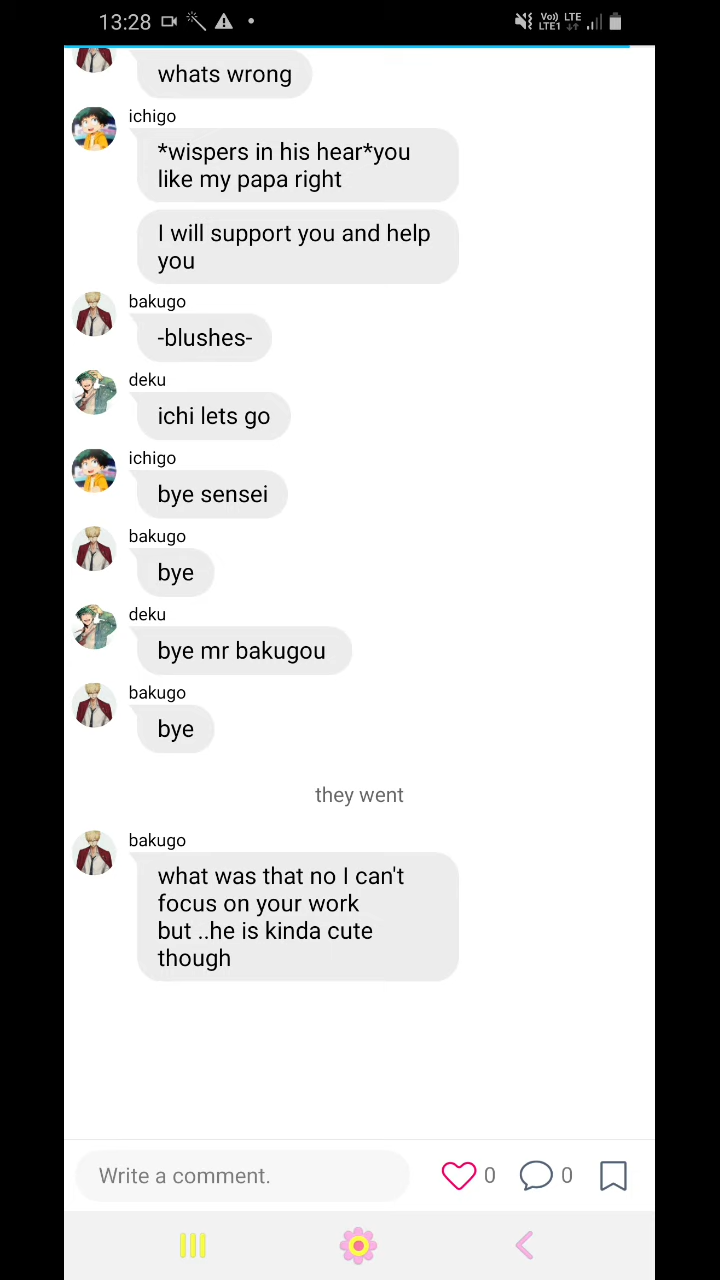 13:28
Vo)) LTE
LTE1
whats wrong
ichigo
*wispers in his hear*you
like my papa right
I will support you and help
you
bakugo
-blushes-
deku
ichi lets go
ichigo
bye sensei
bakugo
bye
deku
bye mr bakugou
bakugo
bye
they went
bakugo
what was that no I can't
focus on your work
but ..he is kinda cute
though
Write a comment.
0
0